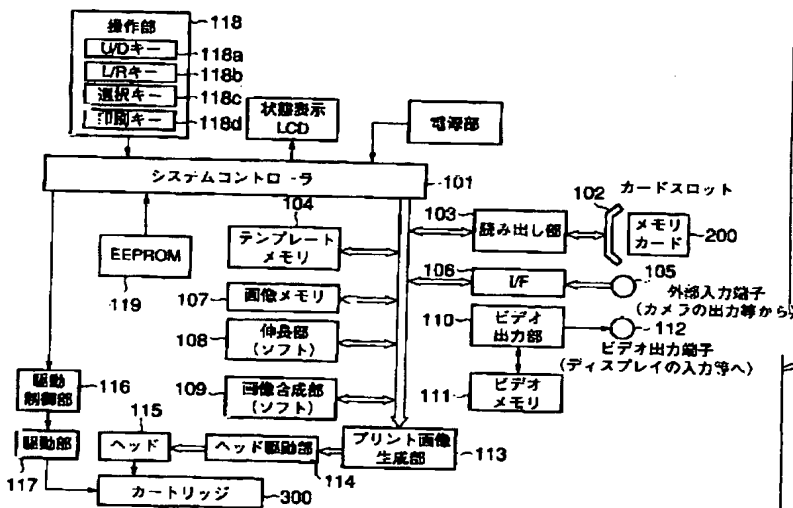 操作部
118
U/Dキー
118a
L/Rキー
118b
選択キー
118c
印刷キー
118d
状態表示
LCD
電源部
システムコントローラ
101
102
カードスロット
103
読み出し部
メモリ
カード
200
104
テンプレート
メモリ
EEPROM
119
106
I/F
105
外部入力端子
(カメラの出力等から)
107
画像メモリ
108
伸長部
(ソフト)
110
ビデオ
出力部
112
ビデオ出力端子
(ディスプレイの入力等へ)
109
画像合成部
(ソフト)
111
ビデオ
メモリ
駆動
制御部
116
115
ヘッド
ヘッド駆動部
114
プリント画像
生成部
113
駆動部
117
カートリッジ
300